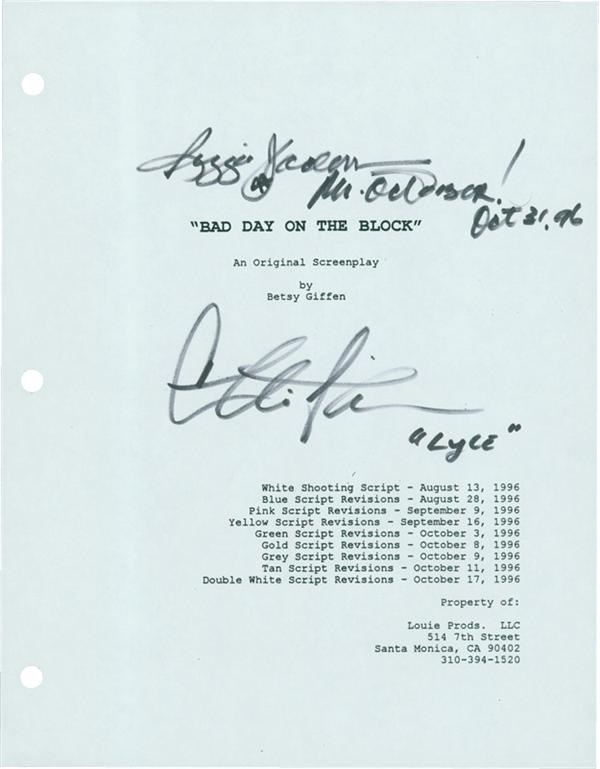 Reggie Jackson
Mr. October!
Oct 31, 96
"BAD DAY ON THE BLOCK"
An Original Screenplay
by
Betsy Giffen
"LYLE"
White Shooting Script - August 13, 1996
Blue Script Revisions - August 28, 1996
Pink Script Revisions - September 9, 1996
Yellow Script Revisions - September 16, 1996
Green Script Revisions - October 3, 1996
Gold Script Revisions - October 8, 1996
Grey Script Revisions - October 9, 1996
Tan Script Revisions - October 11, 1996
Double White Script Revisions - October 17, 1996
Property of:
Louie Prods. LLC
514 7th Street
Santa Monica, CA 90402
310-394-1520